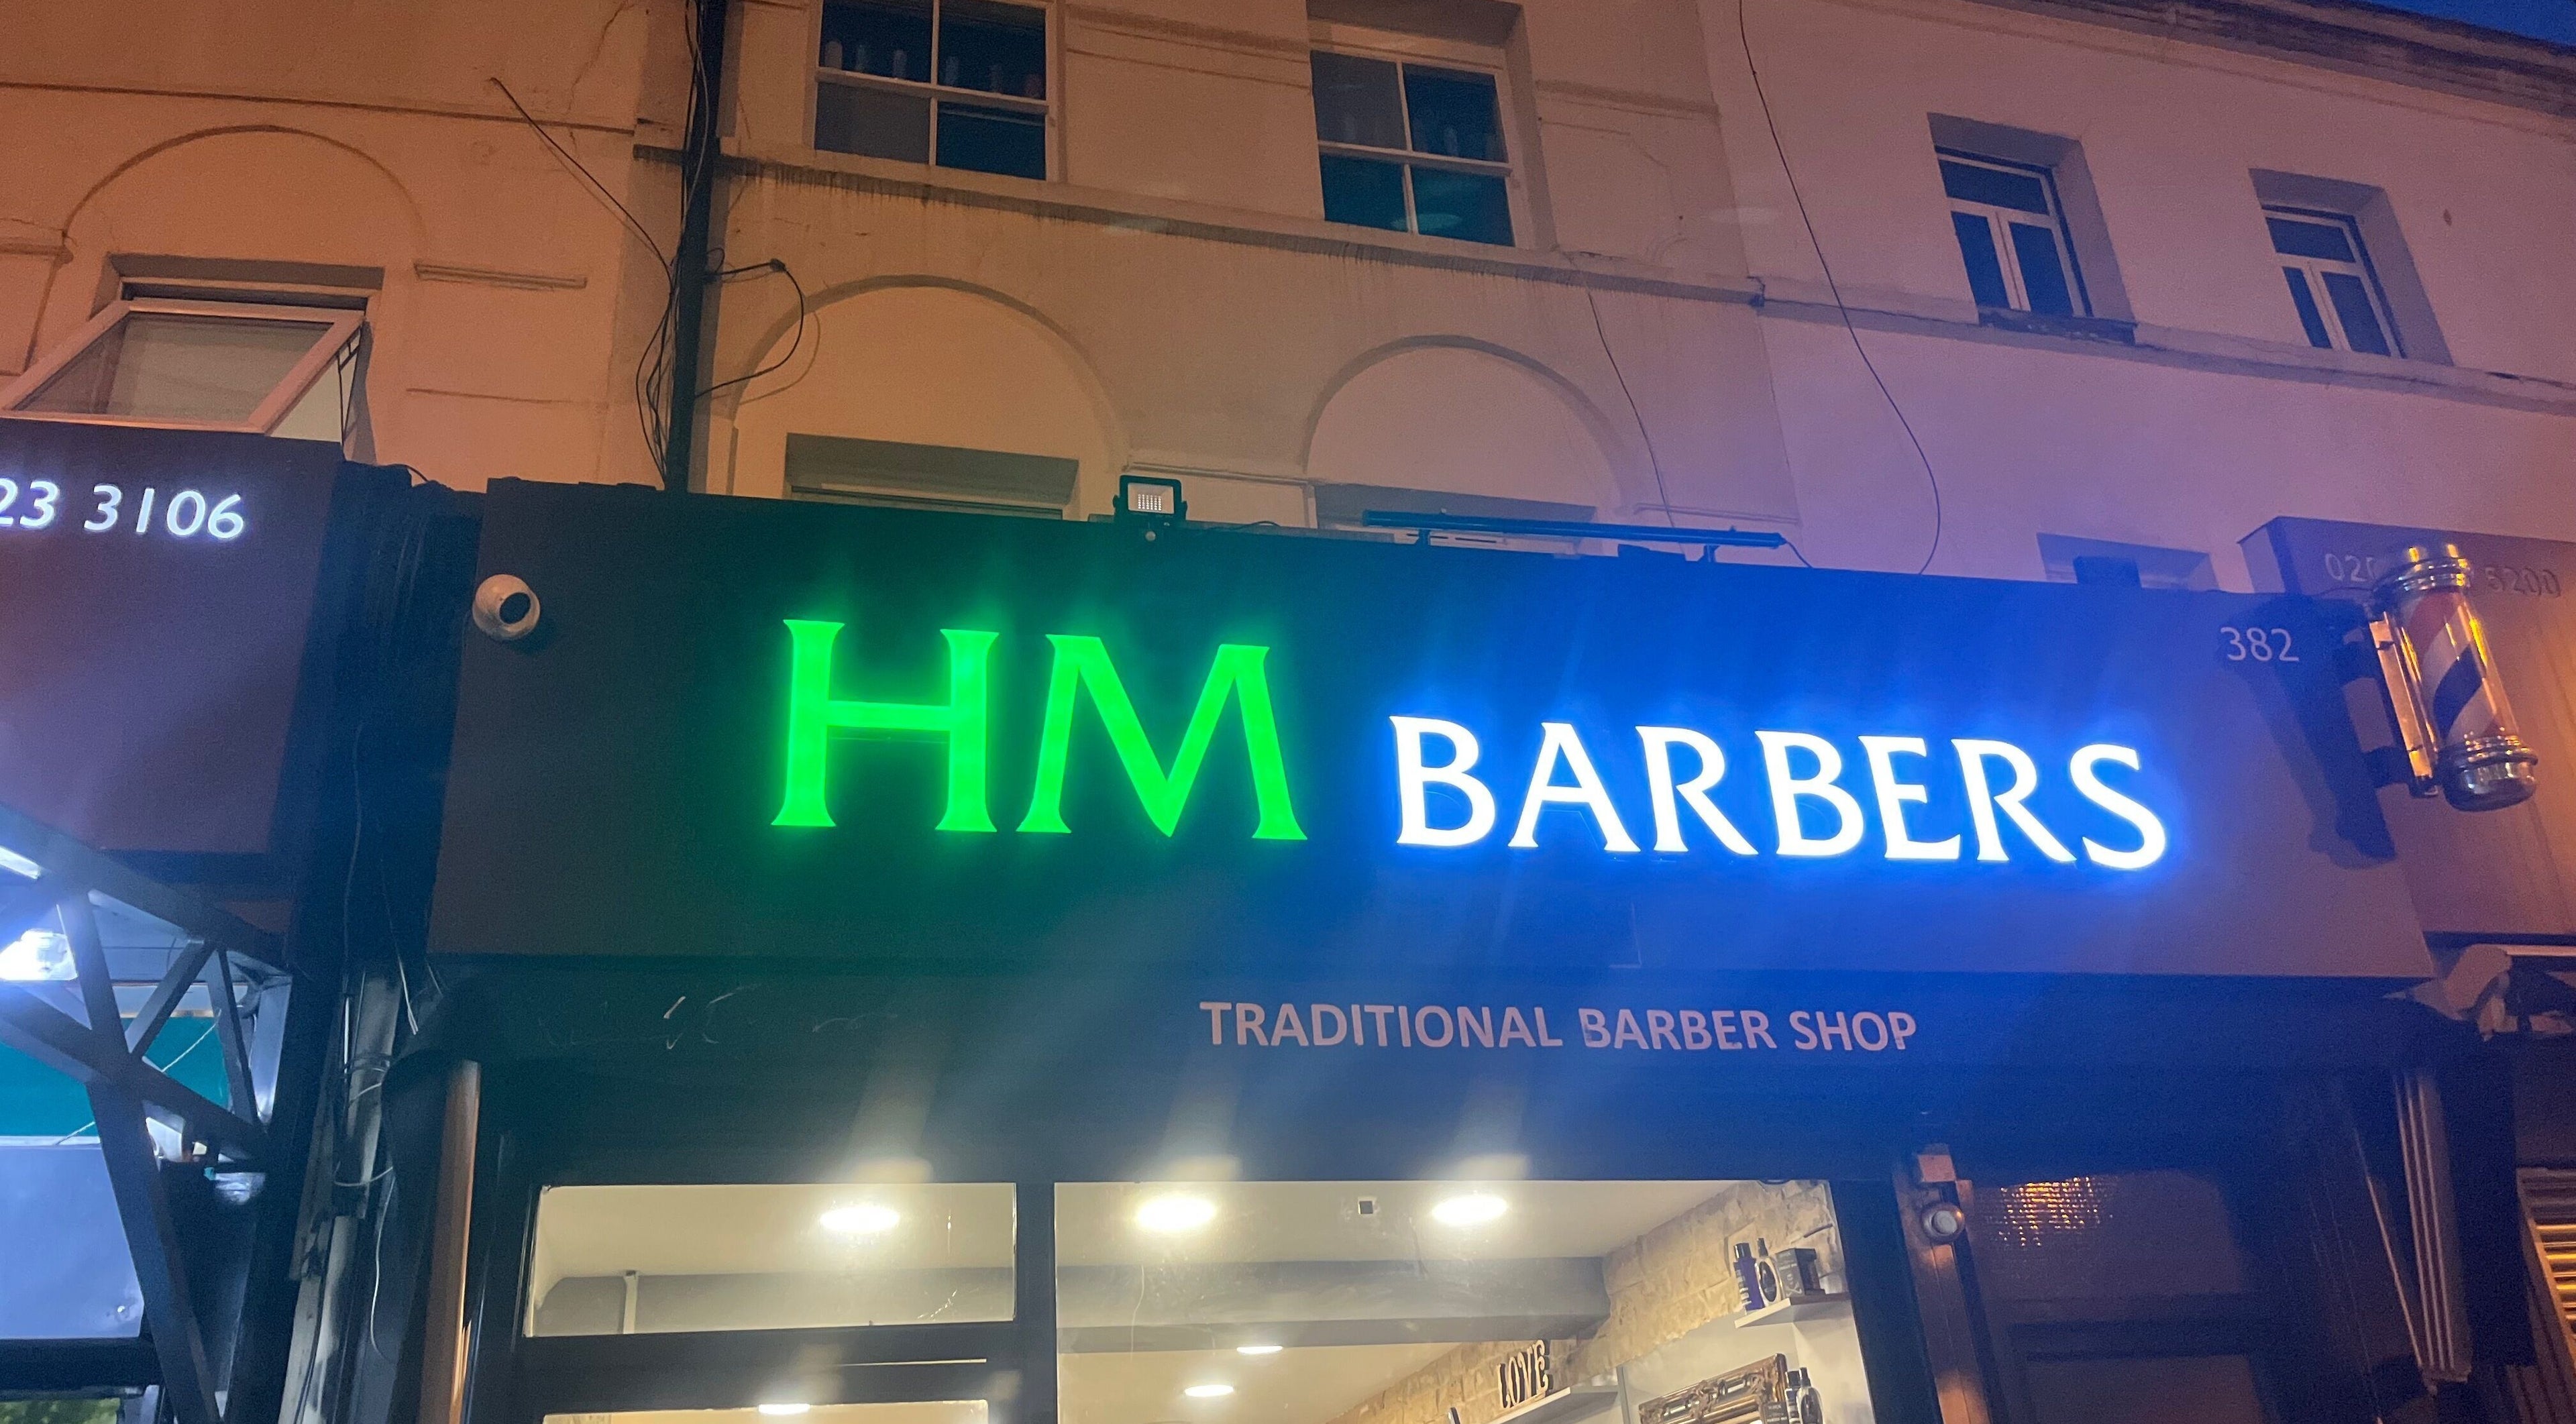 23 3106
HM BARBERS
382
TRADITIONAL BARBER SHOP
LOVE